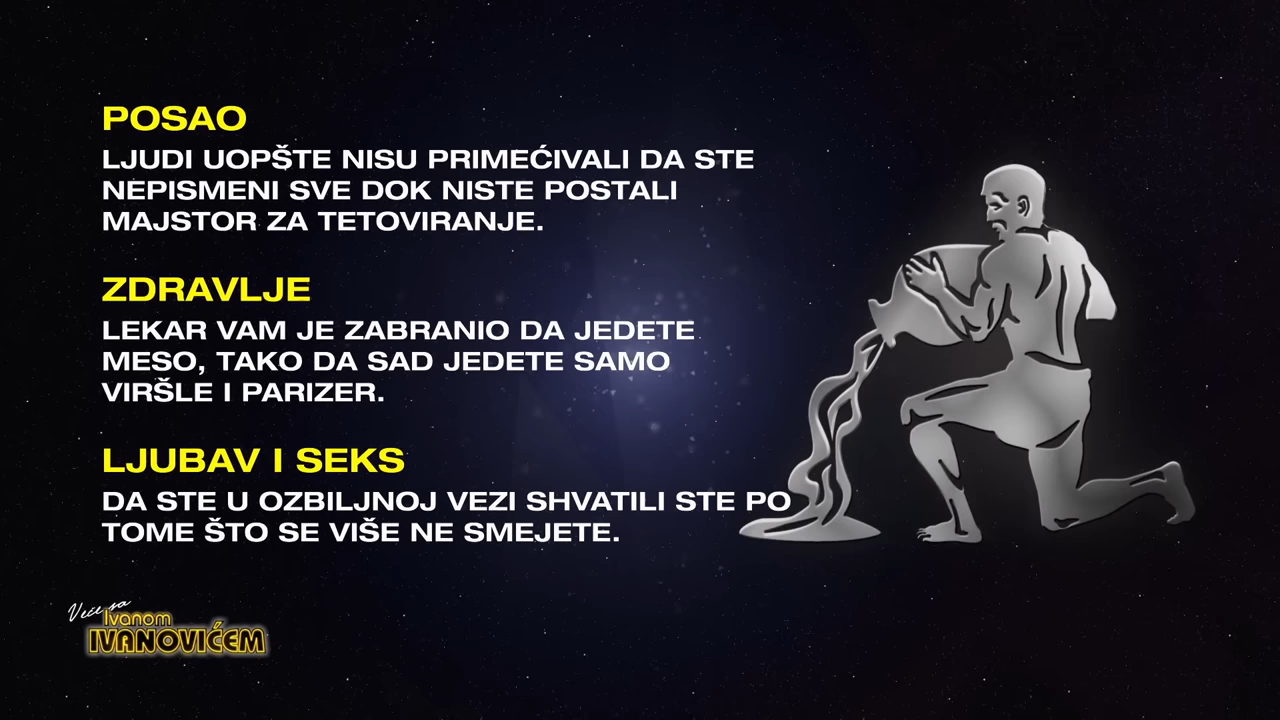 POSAO
LJUDI UOPŠTE NISU PRIMEĆIVALI DA STE
NEPISMENI SVE DOK NISTE POSTALI
MAJSTOR ZA TETOVIRANJE.
ZDRAVLJE
LEKAR VAM JE ZABRANIO DA JEDETE
MESO, TAKO DA SAD JEDETE SAMO
VIRŠLE I PARIZER.
LJUBAV I SEKS
DA STE U OZBILJNOJ VEZI SHVATILI STE PO
TOME ŠTO SE VIŠE NE SMEJETE.
Veče sa
Ivanom
IVANOVIĆEM